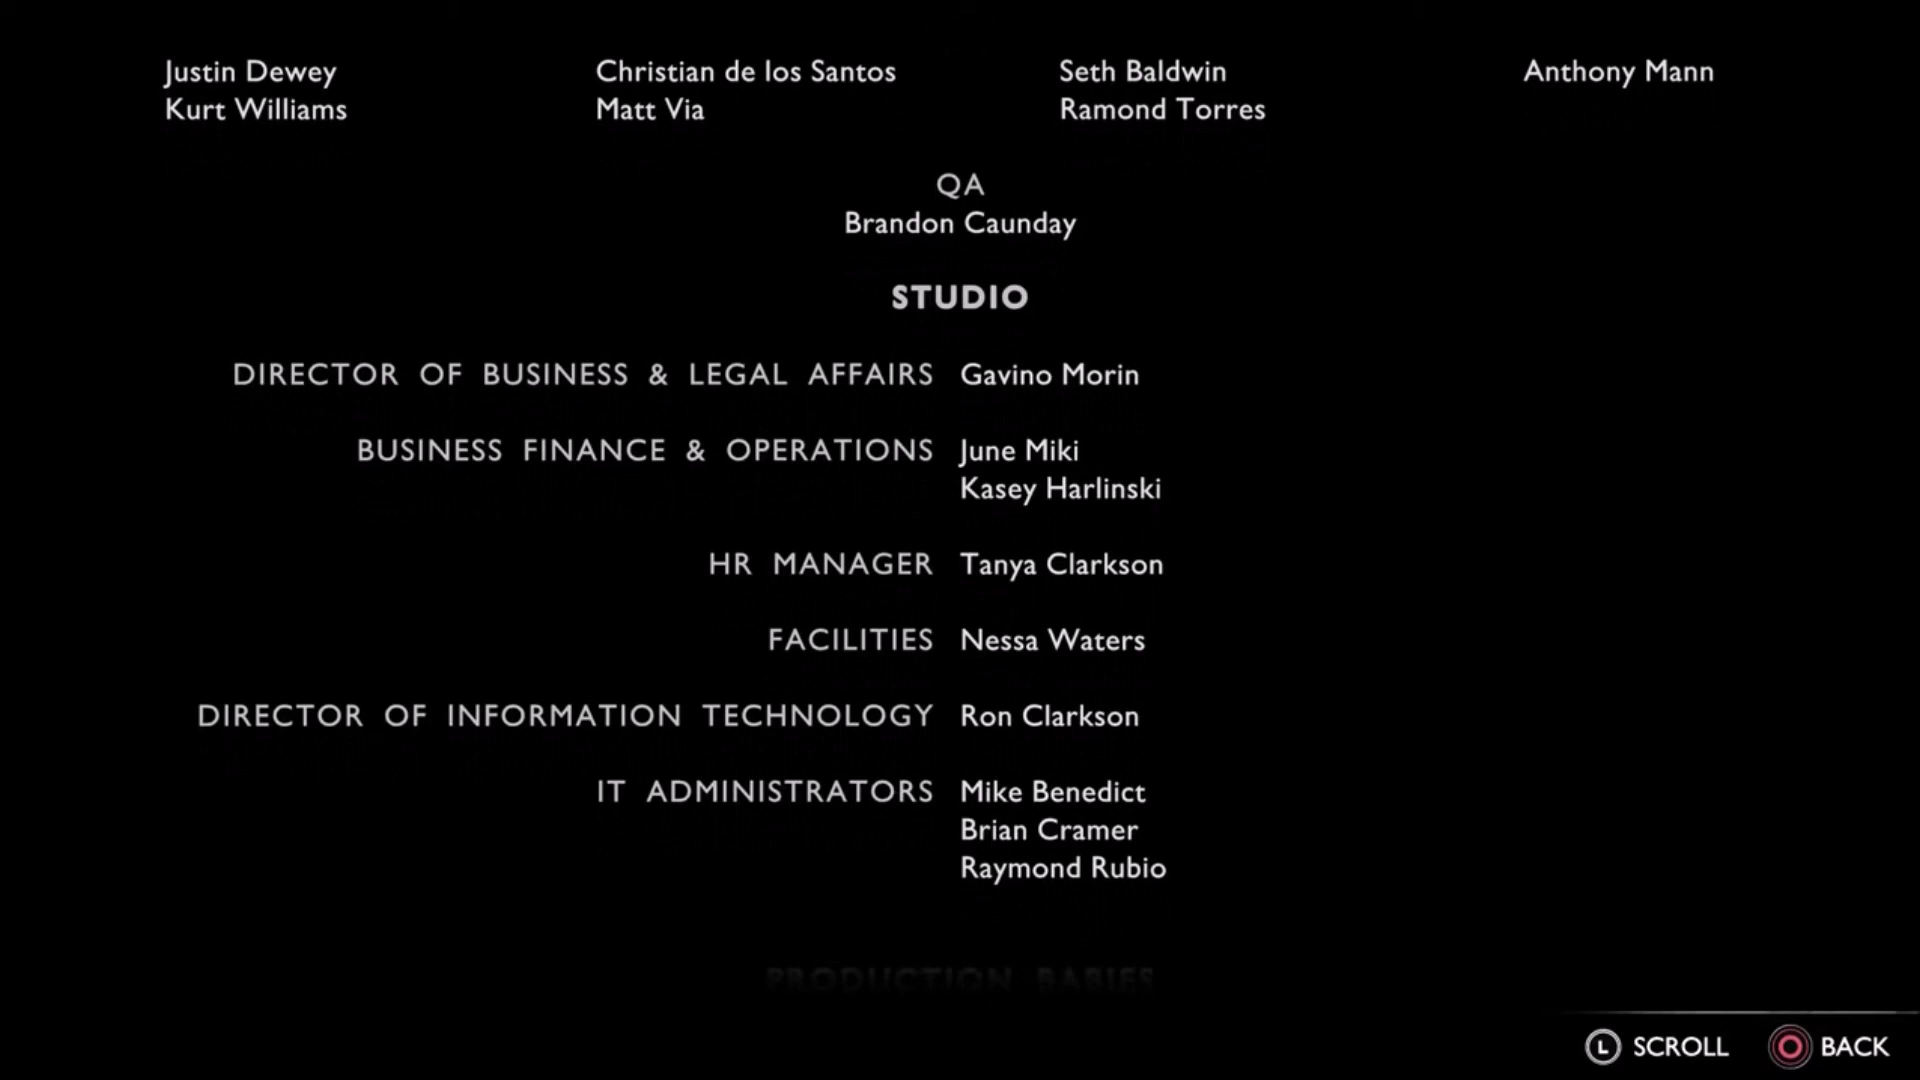 Justin Dewey Christian de los Santos Seth Baldwin Anthony Mann
Kurt Williams Matt Via Ramond Torres
QA
Brandon Caunday
STUDIO
DIRECTOR OF BUSINESS & LEGAL AFFAIRS Gavino Morin
BUSINESS FINANCE & OPERATIONS June Miki
Kasey Harlinski
HR MANAGER Tanya Clarkson
FACILITIES Nessa Waters
DIRECTOR OF INFORMATION TECHNOLOGY Ron Clarkson
IT ADMINISTRATORS Mike Benedict
Brian Cramer
Raymond Rubio
PRODUCTION BABIES
L SCROLL BACK